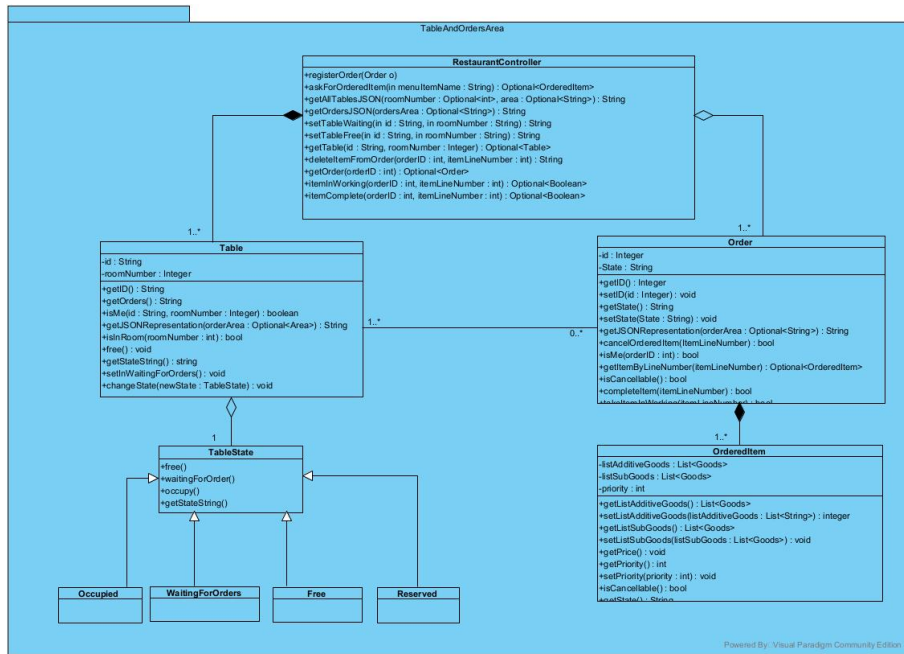 TableAndOrdersArea
RestaurantController
+registerOrder(Order o)
+askForOrderedItem(in menuItemName : String) : Optional<OrderedItem>
+getAllTablesJSON(roomNumber : Optional<int>, area : Optional<String>) : String
+getOrdersJSON(ordersArea : Optional<String>) : String
+setTableWaiting(in id : String, in roomNumber : String) : String
+setTableFree(in id : String, in roomNumber : String) : String
+getTable(id : String, roomNumber : Integer) : Optional<Table>
+deleteItemFromOrder(orderID : int, itemLineNumber : int) : String
+getOrder(orderID : int) : Optional<Order>
+itemInWorking(orderID : int, itemLineNumber : int) : Optional<Boolean>
+itemComplete(orderID : int, itemLineNumber : int) : Optional<Boolean>
1..*
1..*
Table
-id : String
-roomNumber : Integer
+getID() : String
+getOrders() : String
+isMe(id : String, roomNumber : Integer) : boolean
+getJSONRepresentation(orderArea : Optional<Area>) : String
+isInRoom(roomNumber : int) : bool
+free() : void
+getStateString() : string
+setInWaitingForOrders() : void
+changeState(newState : TableState) : void
1..*
0..*
Order
-id : Integer
-State : String
+getID() : Integer
+setID(id : Integer) : void
+getState() : String
+setState(State : String) : void
+getJSONRepresentation(orderArea : Optional<String>) : String
+cancelOrderedItem(ItemLineNumber) : bool
+isMe(orderID : int) : bool
+getItemByLineNumber(itemLineNumber) : Optional<OrderedItem>
+isCancellable() : bool
+completeItem(itemLineNumber) : bool
+takeItemInWorking(itemLineNumber) : bool
1
1..*
TableState
+free()
+waitingForOrder()
+occupy()
+getStateString()
OrderedItem
-listAdditiveGoods : List<Goods>
-listSubGoods : List<Goods>
-priority : int
+getListAdditiveGoods() : List<Goods>
+setListAdditiveGoods(listAdditiveGoods : List<String>) : integer
+getListSubGoods() : List<Goods>
+setListSubGoods(listSubGoods : List<Goods>) : void
+getPrice() : void
+getPriority() : int
+setPriority(priority : int) : void
+isCancellable() : bool
+getState() : String
Occupied
WaitingForOrders
Free
Reserved
Powered By: Visual Paradigm Community Edition